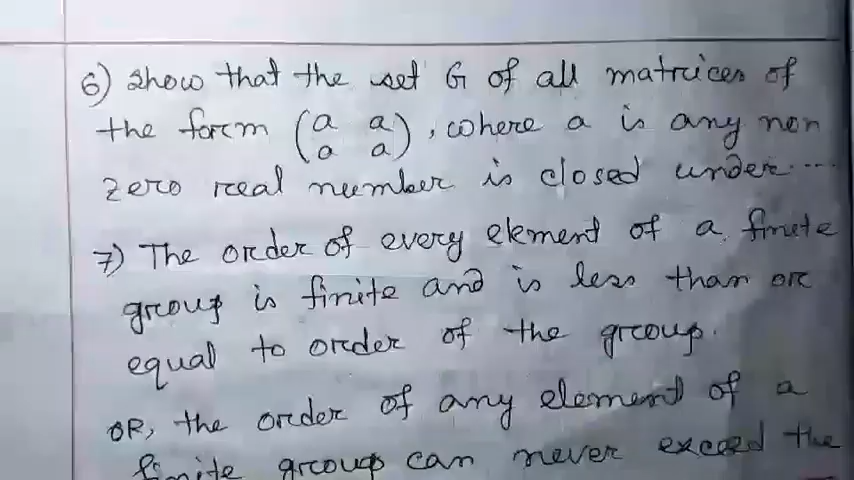 6) Show that the set G of all matrices of
the form (a a
a a), where a is any non
zero real number is closed under....
7) The order of every element of a finite
group is finite and is less than or
equal to order of the group.
OR, the order of any element of a
finite group can never exceed the